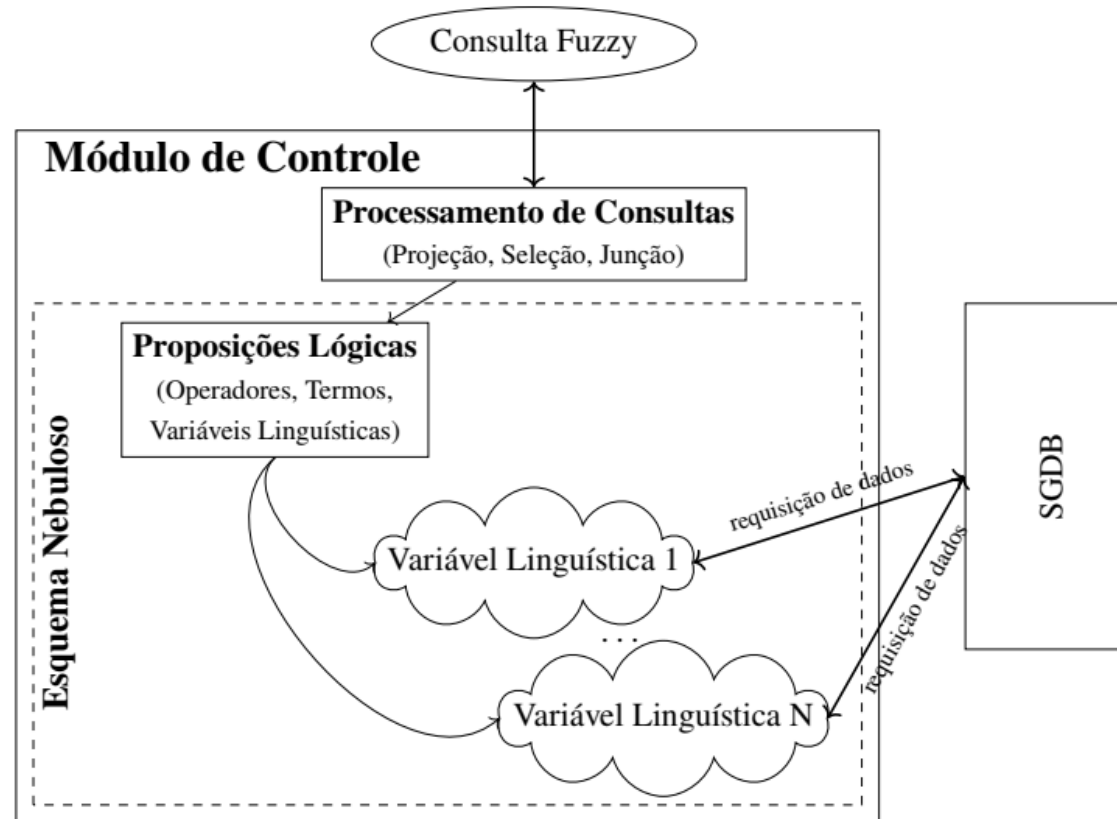 Consulta Fuzzy
Módulo de Controle
Processamento de Consultas
(Projeção, Seleção, Junção)
Proposições Lógicas
(Operadores, Termos,
Variáveis Linguísticas)
Esquema Nebuloso
Variável Linguística 1
requisição de dados
SGDB
...
Variável Linguística N
requisição de dados